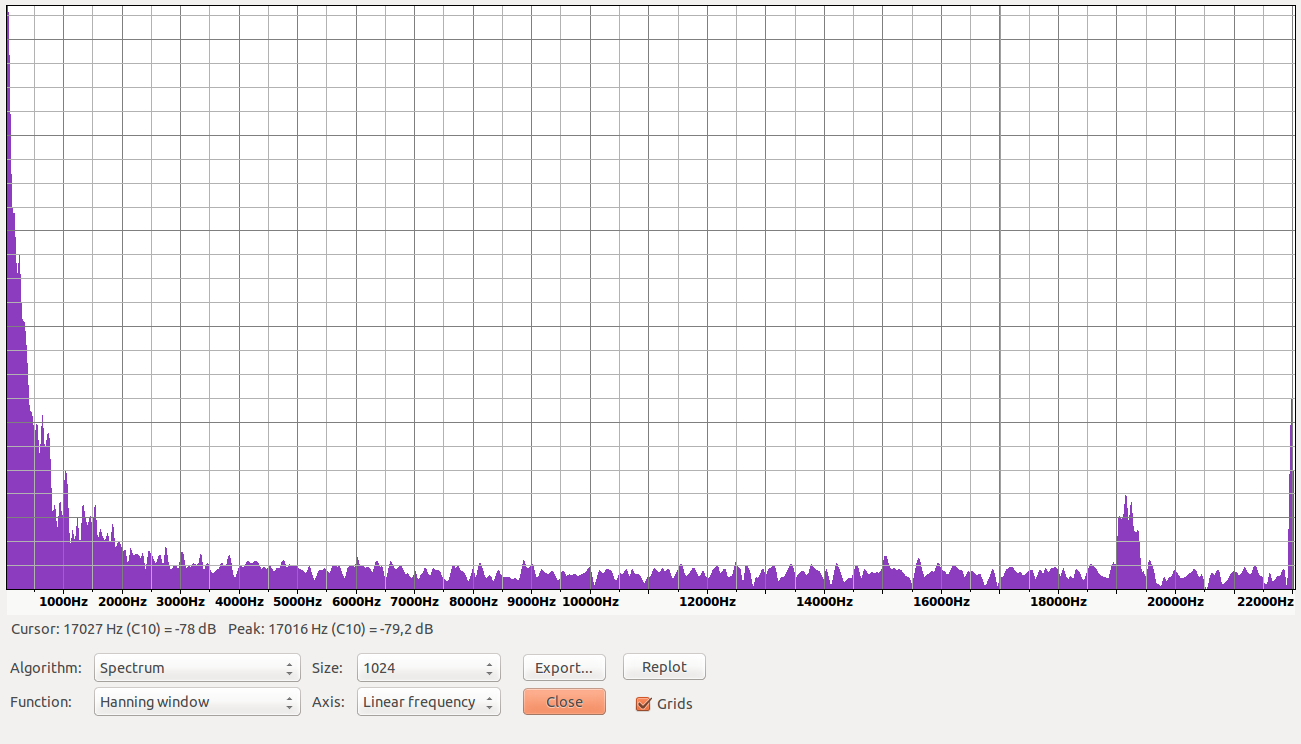 1000Hz 2000Hz 3000Hz 4000Hz 5000Hz 6000Hz 7000Hz 8000Hz 9000Hz 10000Hz 12000Hz 14000Hz 16000Hz 18000Hz 20000Hz 22000Hz
Cursor: 17027 Hz (C10) = -78 dB Peak: 17016 Hz (C10) = -79,2 dB
Algorithm: Spectrum Size: 1024 Export... Replot
Function: Hanning window Axis: Linear frequency Close Grids